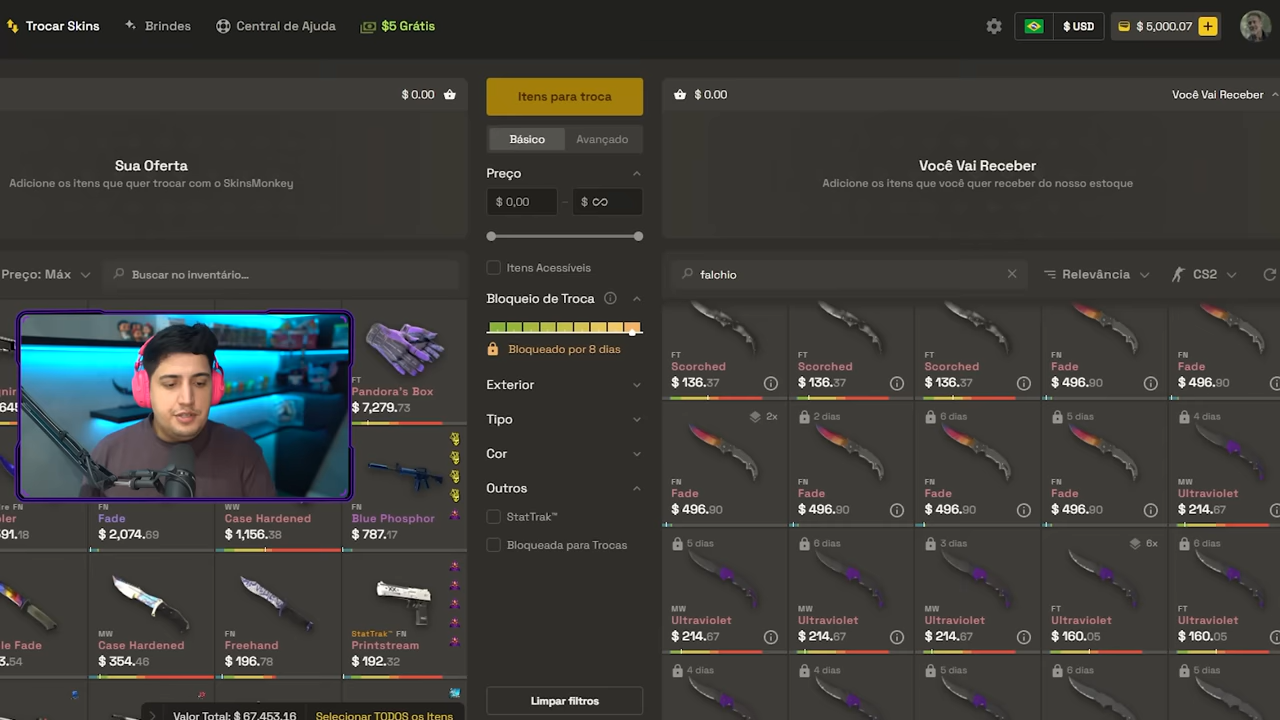 Trocar Skins
Brindes
Central de Ajuda
$5 Grátis
$ USD
$ 5,000.07
$ 0.00
Itens para troca
$ 0.00
Você Vai Receber
Básico
Avançado
Sua Oferta
Adicione os itens que quer trocar com o SkinsMonkey
Você Vai Receber
Adicione os itens que você quer receber do nosso estoque
Preço
$ 0,00
$ ∞
Itens Acessíveis
Preço: Máx
Buscar no inventário...
falchio
Relevância
CS2
Bloqueio de Troca
Bloqueado por 8 dias
Exterior
Tipo
Cor
Outros
StatTrak™
Bloqueada para Trocas
Limpar filtros
FT
Pandora's Box
$ 7,279.73
FN
Fade
$ 2,074.69
WW
Case Hardened
$ 1,156.38
FN
Blue Phosphor
$ 787.17
le Fade
MW
Case Hardened
$ 354.46
FN
Freehand
$ 196.78
StatTrak™ FN
Printstream
$ 192.32
Valor Total: $ 67,453.16
Selecionar TODOS os Itens
FT
Scorched
$ 136.37
FT
Scorched
$ 136.37
FT
Scorched
$ 136.37
FN
Fade
$ 496.90
FN
Fade
$ 496.90
2x
FN
Fade
$ 496.90
2 dias
FN
Fade
$ 496.90
6 dias
FN
Fade
$ 496.90
5 dias
FN
Fade
$ 496.90
4 dias
MW
Ultraviolet
$ 214.67
5 dias
MW
Ultraviolet
$ 214.67
6 dias
MW
Ultraviolet
$ 214.67
3 dias
MW
Ultraviolet
$ 214.67
6x
FT
Ultraviolet
$ 160.05
6 dias
FT
Ultraviolet
$ 160.05
4 dias
4 dias
5 dias
6 dias
5 dias